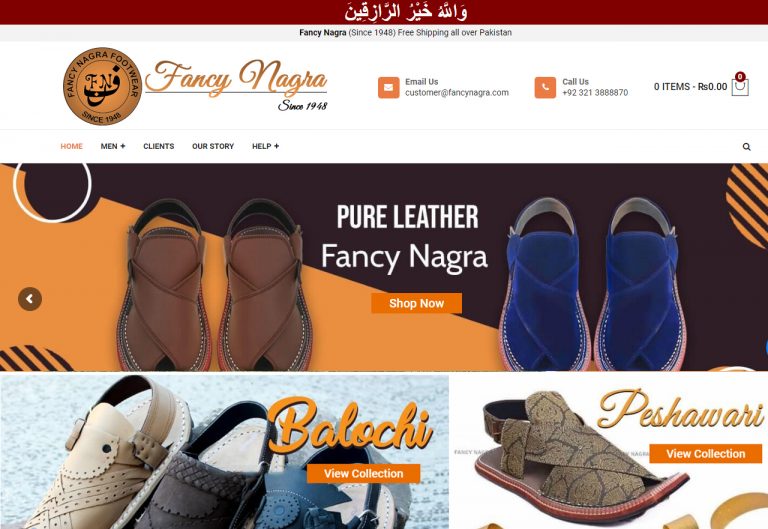 وَاللَّهُ خَيْرُ الرَّازِقِينَ
Fancy Nagra (Since 1948) Free Shipping all over Pakistan
FANCY NAGRA FOOTWEAR
F.N
SINCE 1948
Fancy Nagra
Since 1948
Email Us
customer@fancynagra.com
Call Us
+92 321 3888870
0 ITEMS - ₨0.00
0
HOME MEN + CLIENTS OUR STORY HELP +
PURE LEATHER
Fancy Nagra
Shop Now
Balochi
View Collection
Peshawari
View Collection
FANCY NAGRA